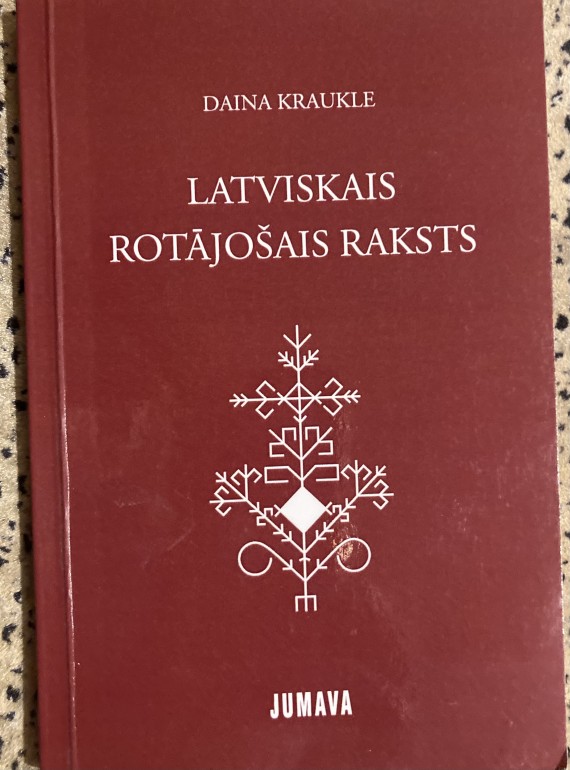 DAINA KRAUKLE
LATVISKAIS
ROTĀJOŠAIS RAKSTS
JUMAVA